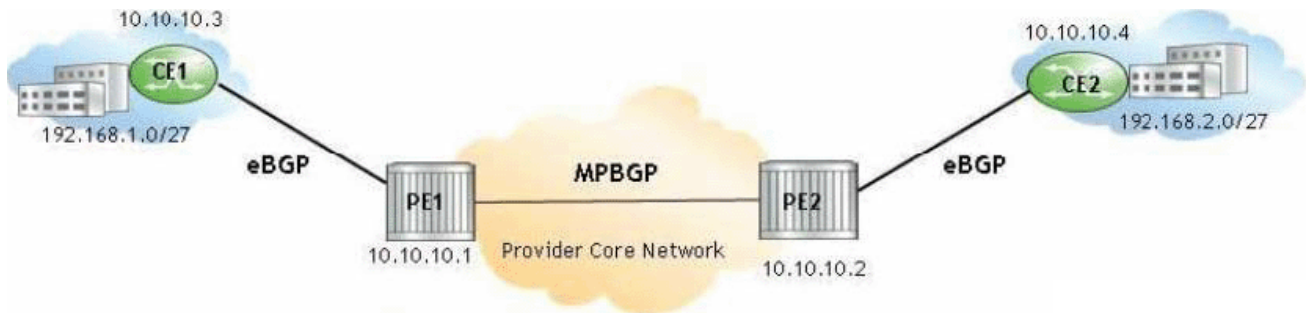 10.10.10.3
CE1
192.168.1.0/27
eBGP
PE1
10.10.10.1
MPBGP
Provider Core Network
PE2
10.10.10.2
eBGP
10.10.10.4
CE2
192.168.2.0/27